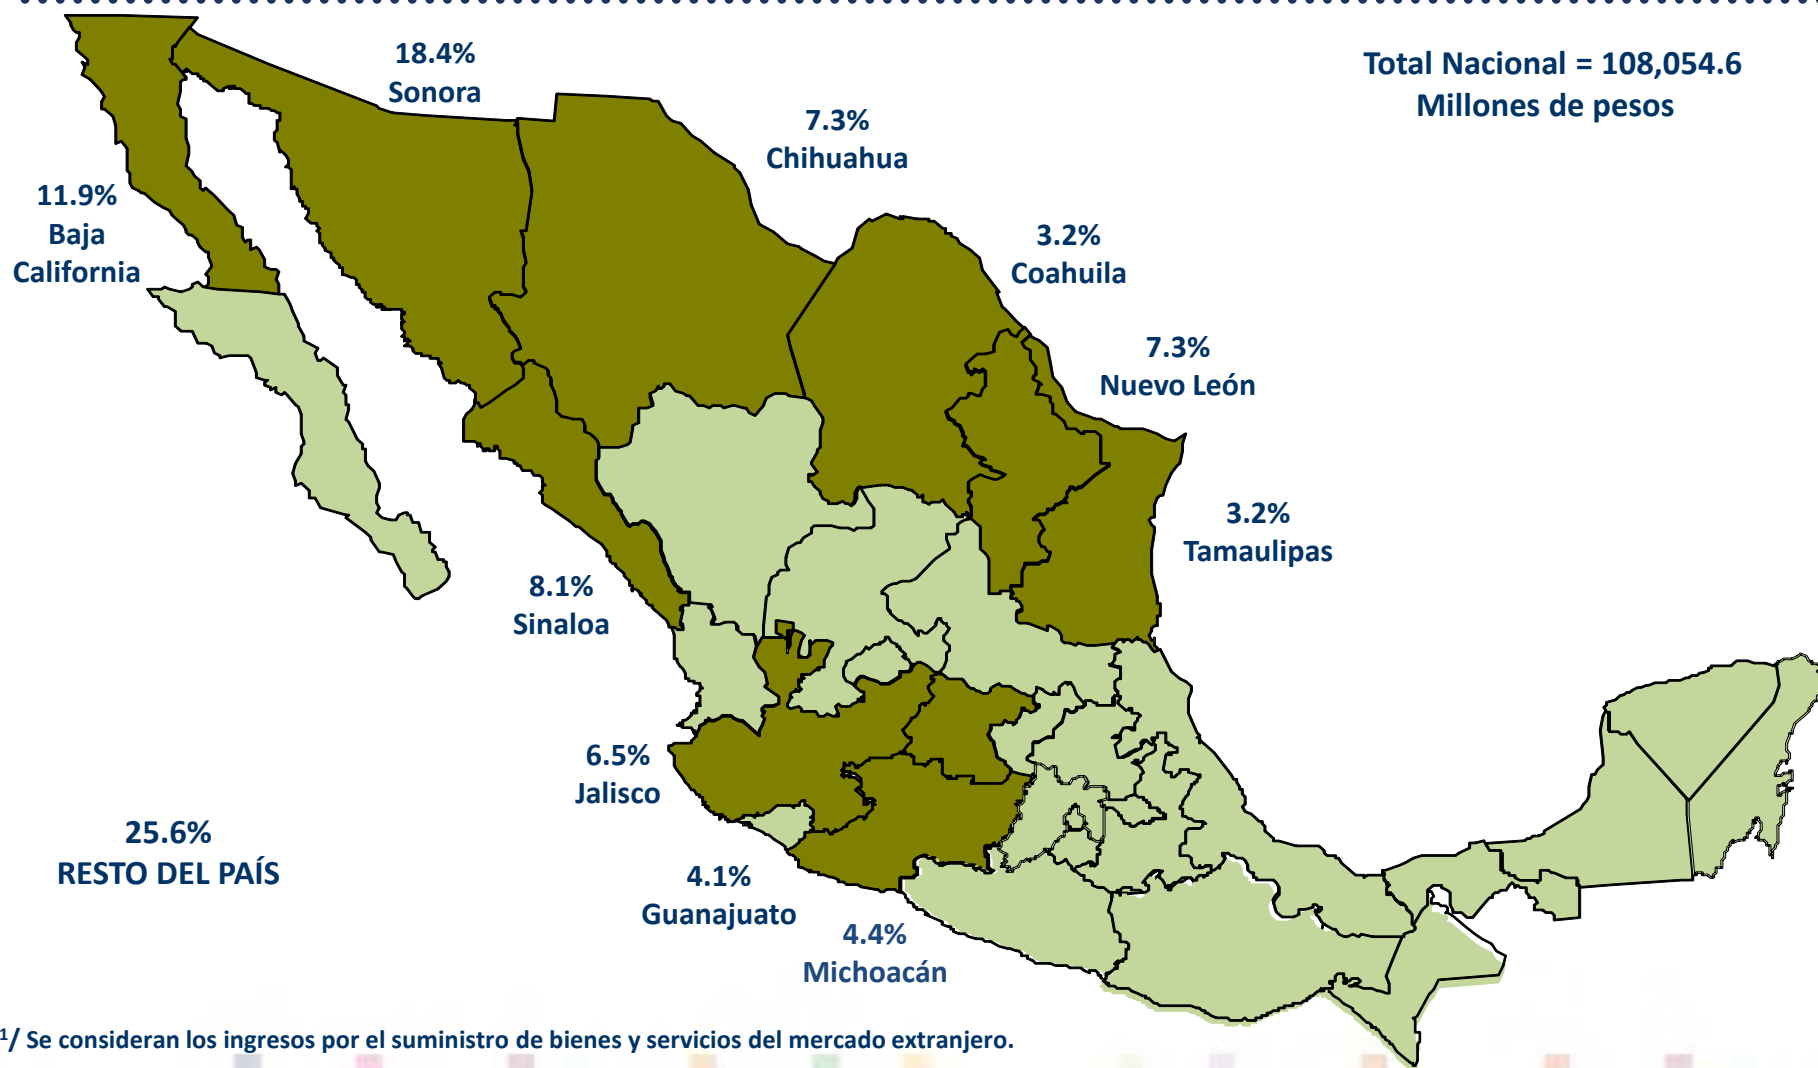 18.4%
Sonora
Total Nacional = 108,054.6
Millones de pesos
7.3%
Chihuahua
11.9%
Baja
California
3.2%
Coahuila
7.3%
Nuevo León
3.2%
Tamaulipas
8.1%
Sinaloa
6.5%
Jalisco
25.6%
RESTO DEL PAÍS
4.1%
Guanajuato
4.4%
Michoacán
1/ Se consideran los ingresos por el suministro de bienes y servicios del mercado extranjero.